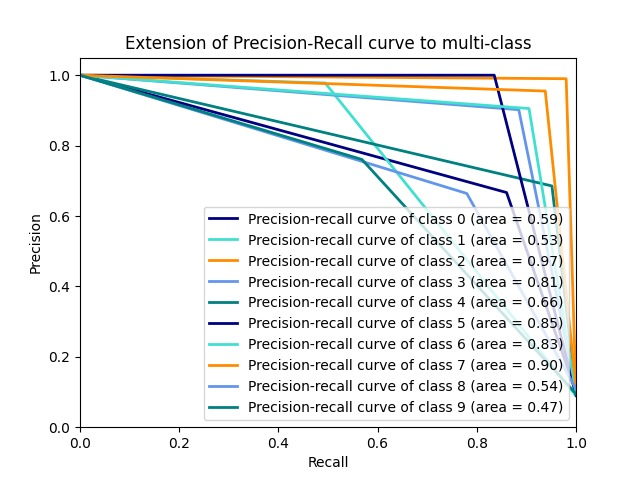 Extension of Precision-Recall curve to multi-class
1.0
0.8
0.6
0.4
0.2
0.0
Precision
Precision-recall curve of class 0 (area = 0.59)
Precision-recall curve of class 1 (area = 0.53)
Precision-recall curve of class 2 (area = 0.97)
Precision-recall curve of class 3 (area = 0.81)
Precision-recall curve of class 4 (area = 0.66)
Precision-recall curve of class 5 (area = 0.85)
Precision-recall curve of class 6 (area = 0.83)
Precision-recall curve of class 7 (area = 0.90)
Precision-recall curve of class 8 (area = 0.54)
Precision-recall curve of class 9 (area = 0.47)
0.0 0.2 0.4 0.6 0.8 1.0
Recall